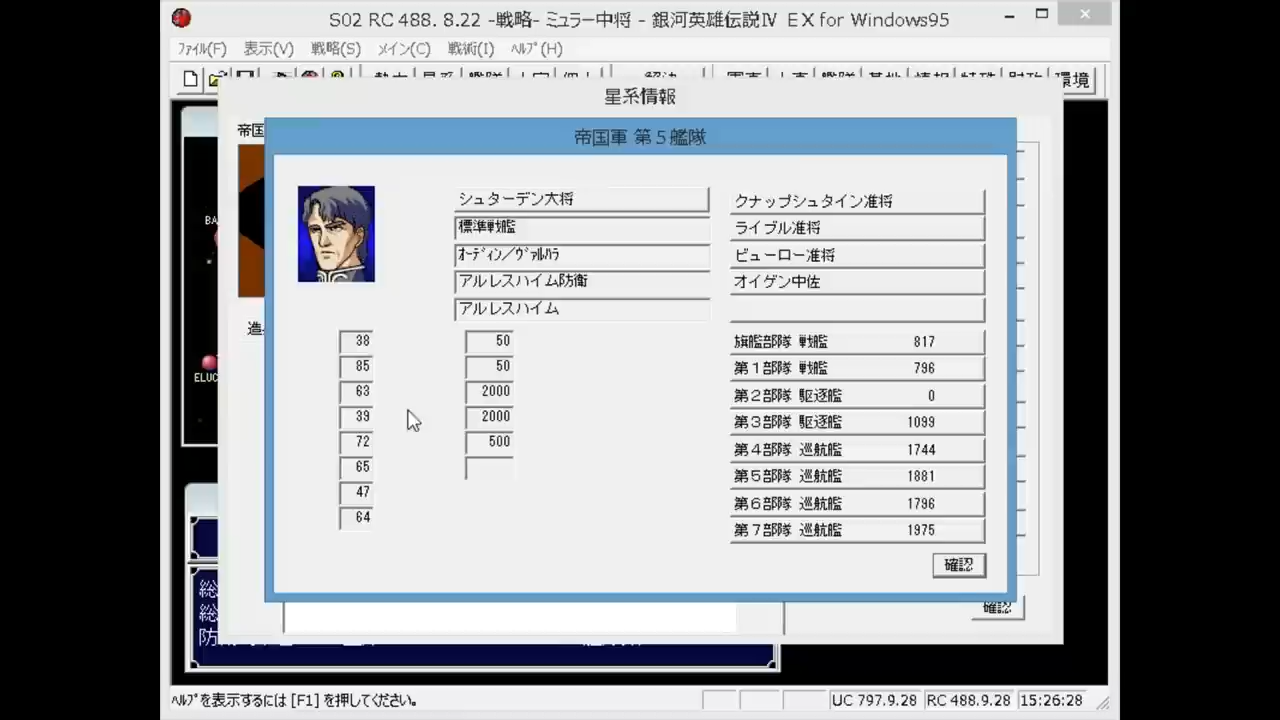 S02 RC 488. 8.22 -戦略- ミュラー中将 - 銀河英雄伝説Ⅳ ＥＸ for Windows95
ﾌｧｲﾙ(F) 表示(V) 戦略(S) メイン(C) 戦術(I) ﾍﾙﾌﾟ(H)
環境
星系情報
帝国
帝国軍 第５艦隊
シュターデン大将
標準戦艦
ｵｰﾃﾞｨﾝ／ｳﾞｧﾙﾊﾗ
アルレスハイム防衛
アルレスハイム
クナップシュタイン准将
ライブル准将
ビューロー准将
オイゲン中佐
BA
造
ELUC
38 50
85 50
63 2000
39 2000
72 500
65
47
64
旗艦部隊 戦艦 817
第１部隊 戦艦 796
第２部隊 駆逐艦 0
第３部隊 駆逐艦 1099
第４部隊 巡航艦 1744
第５部隊 巡航艦 1881
第６部隊 巡航艦 1796
第７部隊 巡航艦 1975
確認
確認
総
総
防
ﾍﾙﾌﾟを表示するには [F1] を押してください。
UC 797.9.28 RC 488.9.28 15:26:28